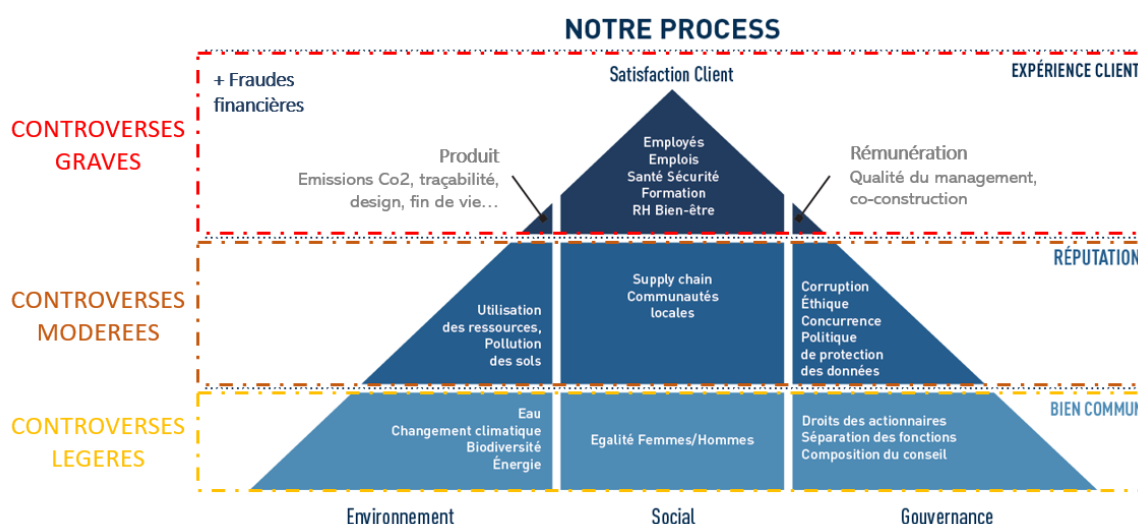 NOTRE PROCESS
+ Fraudes
financières
Satisfaction Client
EXPÉRIENCE CLIENT
CONTROVERSES
GRAVES
Produit
Emissions Co2, traçabilité,
design, fin de vie...
Employés
Emplois
Santé Sécurité
Formation
RH Bien-être
Rémunération
Qualité du management,
co-construction
RÉPUTATION
CONTROVERSES
MODEREES
Utilisation
des ressources,
Pollution
des sols
Supply chain
Communautés
locales
Corruption
Éthique
Concurrence
Politique
de protection
des données
BIEN COMMUN
CONTROVERSES
LEGERES
Eau
Changement climatique
Biodiversité
Énergie
Egalité Femmes/Hommes
Droits des actionnaires
Séparation des fonctions
Composition du conseil
Environnement
Social
Gouvernance